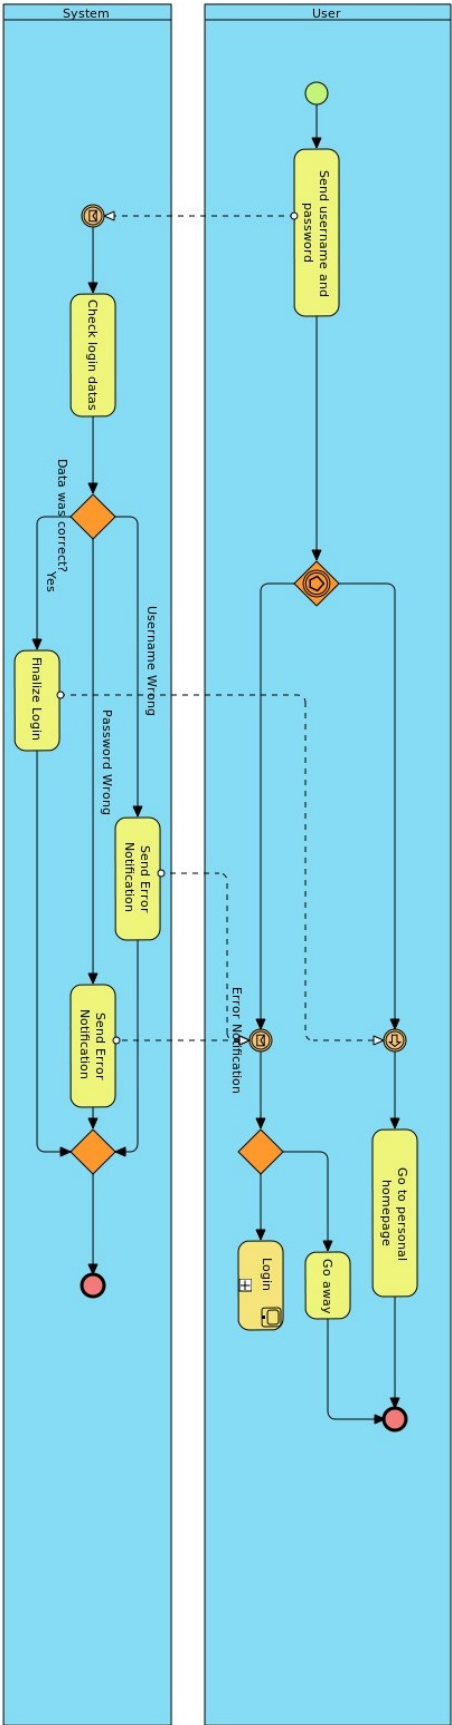 System
User
Send username and
password
Check login datas
Data was correct?
Yes
Username Wrong
Password Wrong
Finalize Login
Send Error
Notification
Send Error
Notification
Error Notification
Go to personal
homepage
Go away
Login